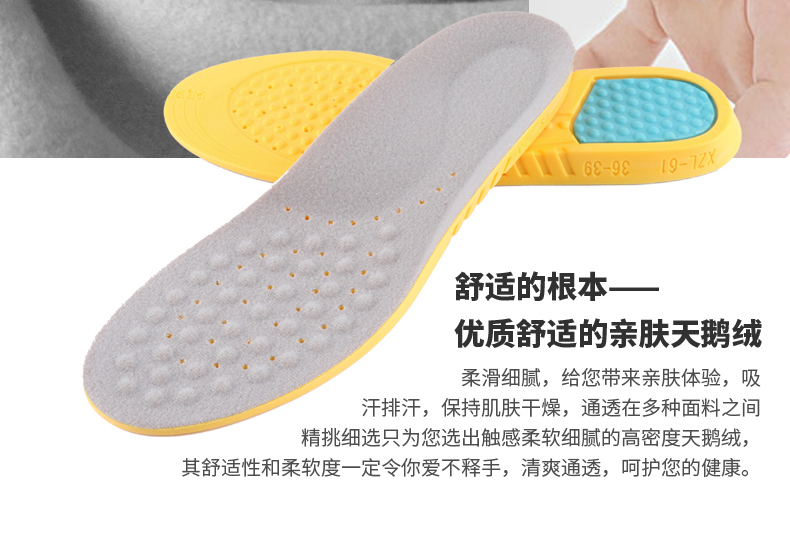 36-39
XZL-61
舒适的根本——
优质舒适的亲肤天鹅绒
柔滑细腻，给您带来亲肤体验，吸
汗排汗，保持肌肤干燥，通透在多种面料之间
精挑细选只为您选出触感柔软细腻的高密度天鹅绒，
其舒适性和柔软度一定令你爱不释手，清爽通透，呵护您的健康。